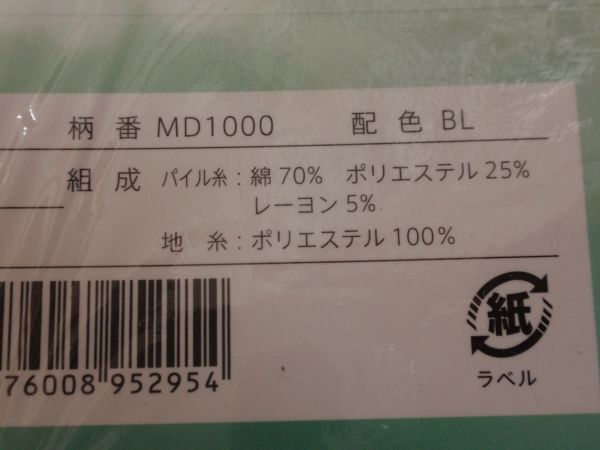 柄 番 MD1000 配 色 BL
組 成 パイル糸：綿 70% ポリエステル 25%
レーヨン 5%
地 糸：ポリエステル 100%
紙
76008 952954
ラベル